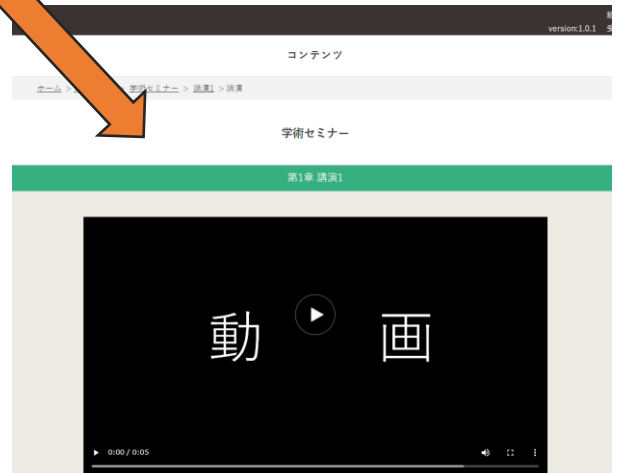 version:1.0.1
コンテンツ
ホーム > 学術セミナー > 講演1 > 講演
学術セミナー
第1章 講演1
動 画
0:00 / 0:05